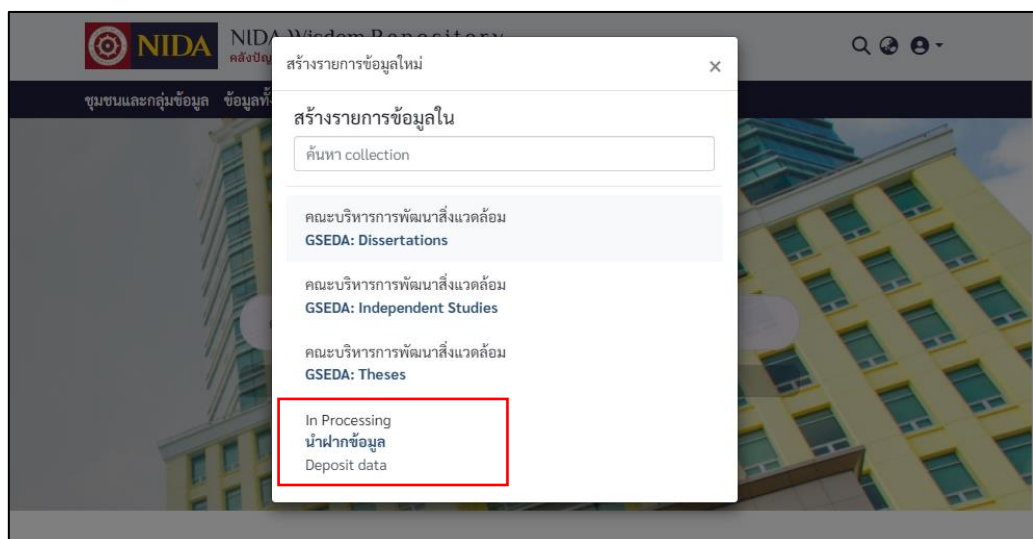 NIDA
NIDA Wisdom Repository
สร้างรายการข้อมูลใหม่
×
ชุมชนและกลุ่มข้อมูล
สร้างรายการข้อมูลใน
ค้นหา collection
คณะบริหารการพัฒนาสิ่งแวดล้อม
GSEDA: Dissertations
คณะบริหารการพัฒนาสิ่งแวดล้อม
GSEDA: Independent Studies
คณะบริหารการพัฒนาสิ่งแวดล้อม
GSEDA: Theses
In Processing
นำฝากข้อมูล
Deposit data